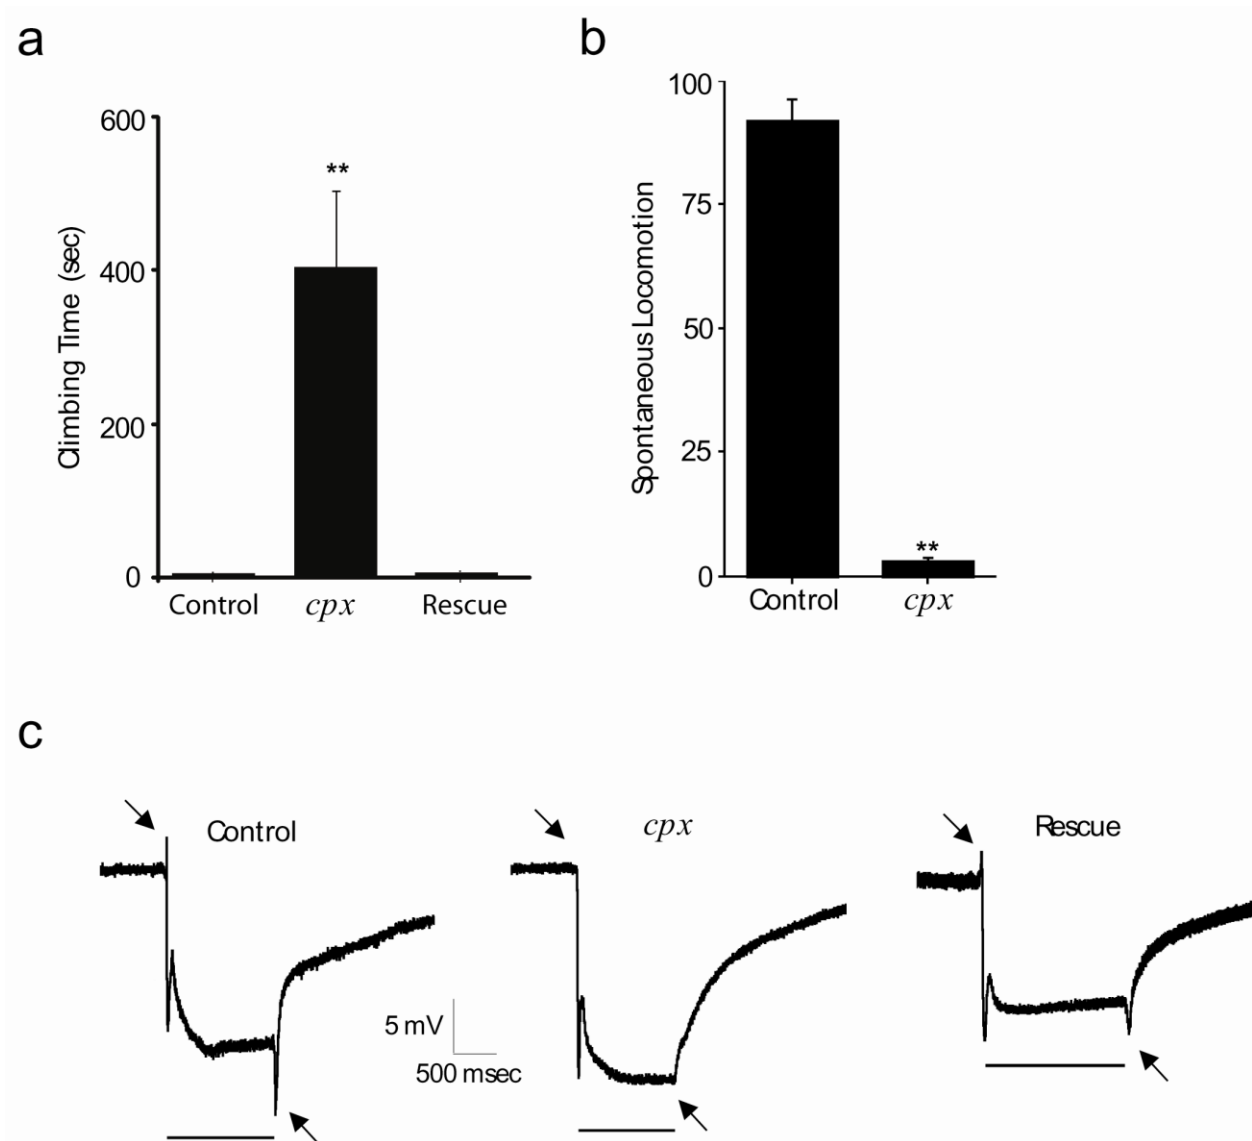 a
600
400
200
0
Climbing Time (sec)
**
Control
cpx
Rescue
b
100
75
50
25
0
Spontaneous Locomotion
**
Control
cpx
c
Control
cpx
Rescue
5 mV
500 msec